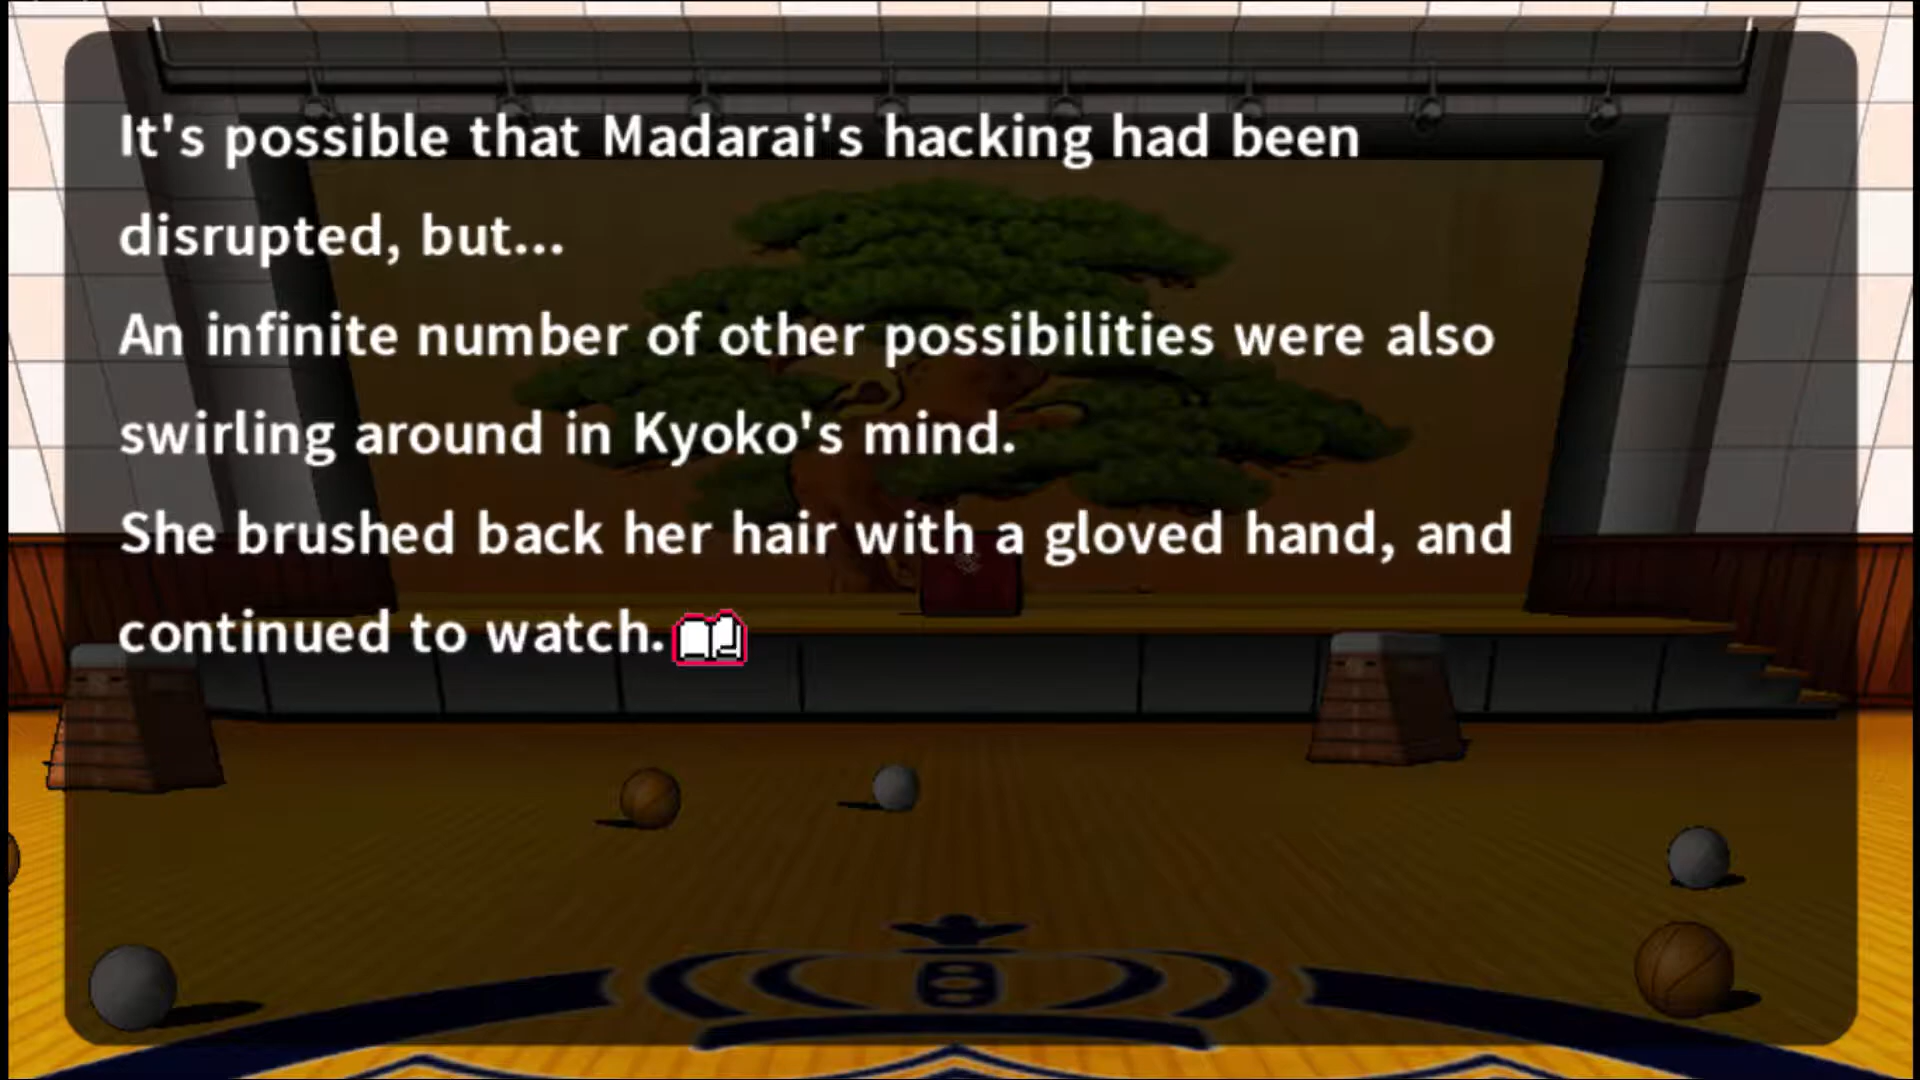 It's possible that Madarai's hacking had been
disrupted, but...
An infinite number of other possibilities were also
swirling around in Kyoko's mind.
She brushed back her hair with a gloved hand, and
continued to watch.